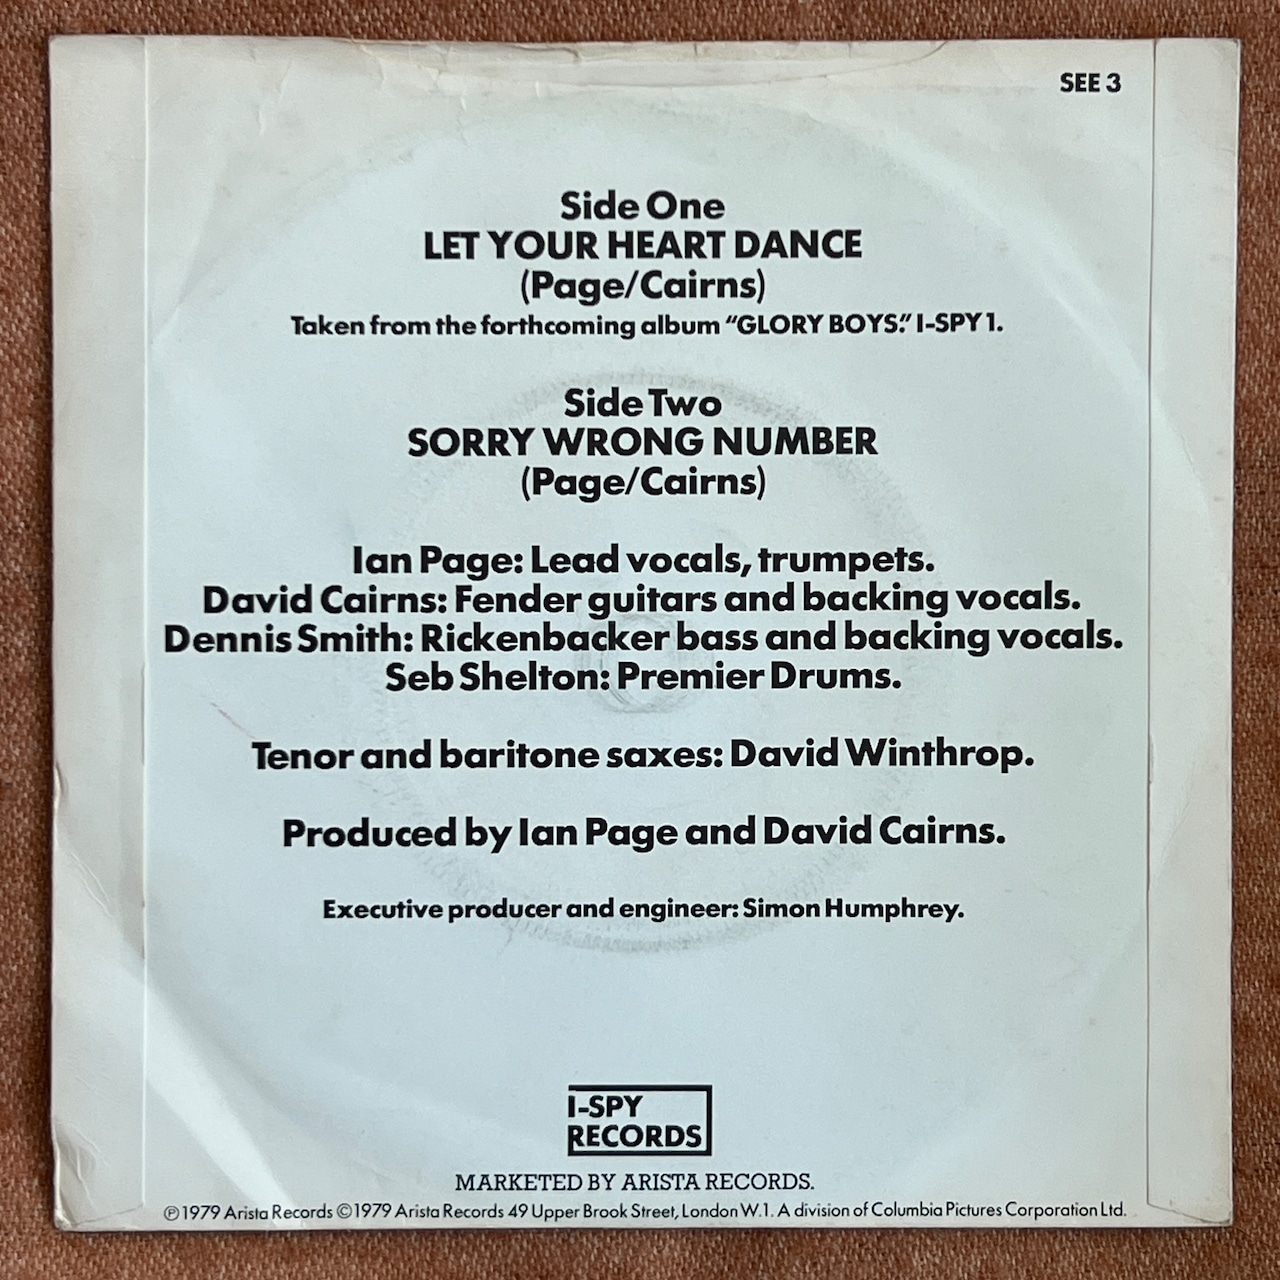 SEE 3
Side One
LET YOUR HEART DANCE
(Page/Cairns)
Taken from the forthcoming album “GLORY BOYS.” I-SPY 1.
Side Two
SORRY WRONG NUMBER
(Page/Cairns)
Ian Page: Lead vocals, trumpets.
David Cairns: Fender guitars and backing vocals.
Dennis Smith: Rickenbacker bass and backing vocals.
Seb Shelton: Premier Drums.
Tenor and baritone saxes: David Winthrop.
Produced by Ian Page and David Cairns.
Executive producer and engineer: Simon Humphrey.
I-SPY
RECORDS
MARKETED BY ARISTA RECORDS.
℗ 1979 Arista Records © 1979 Arista Records 49 Upper Brook Street, London W.1. A division of Columbia Pictures Corporation Ltd.